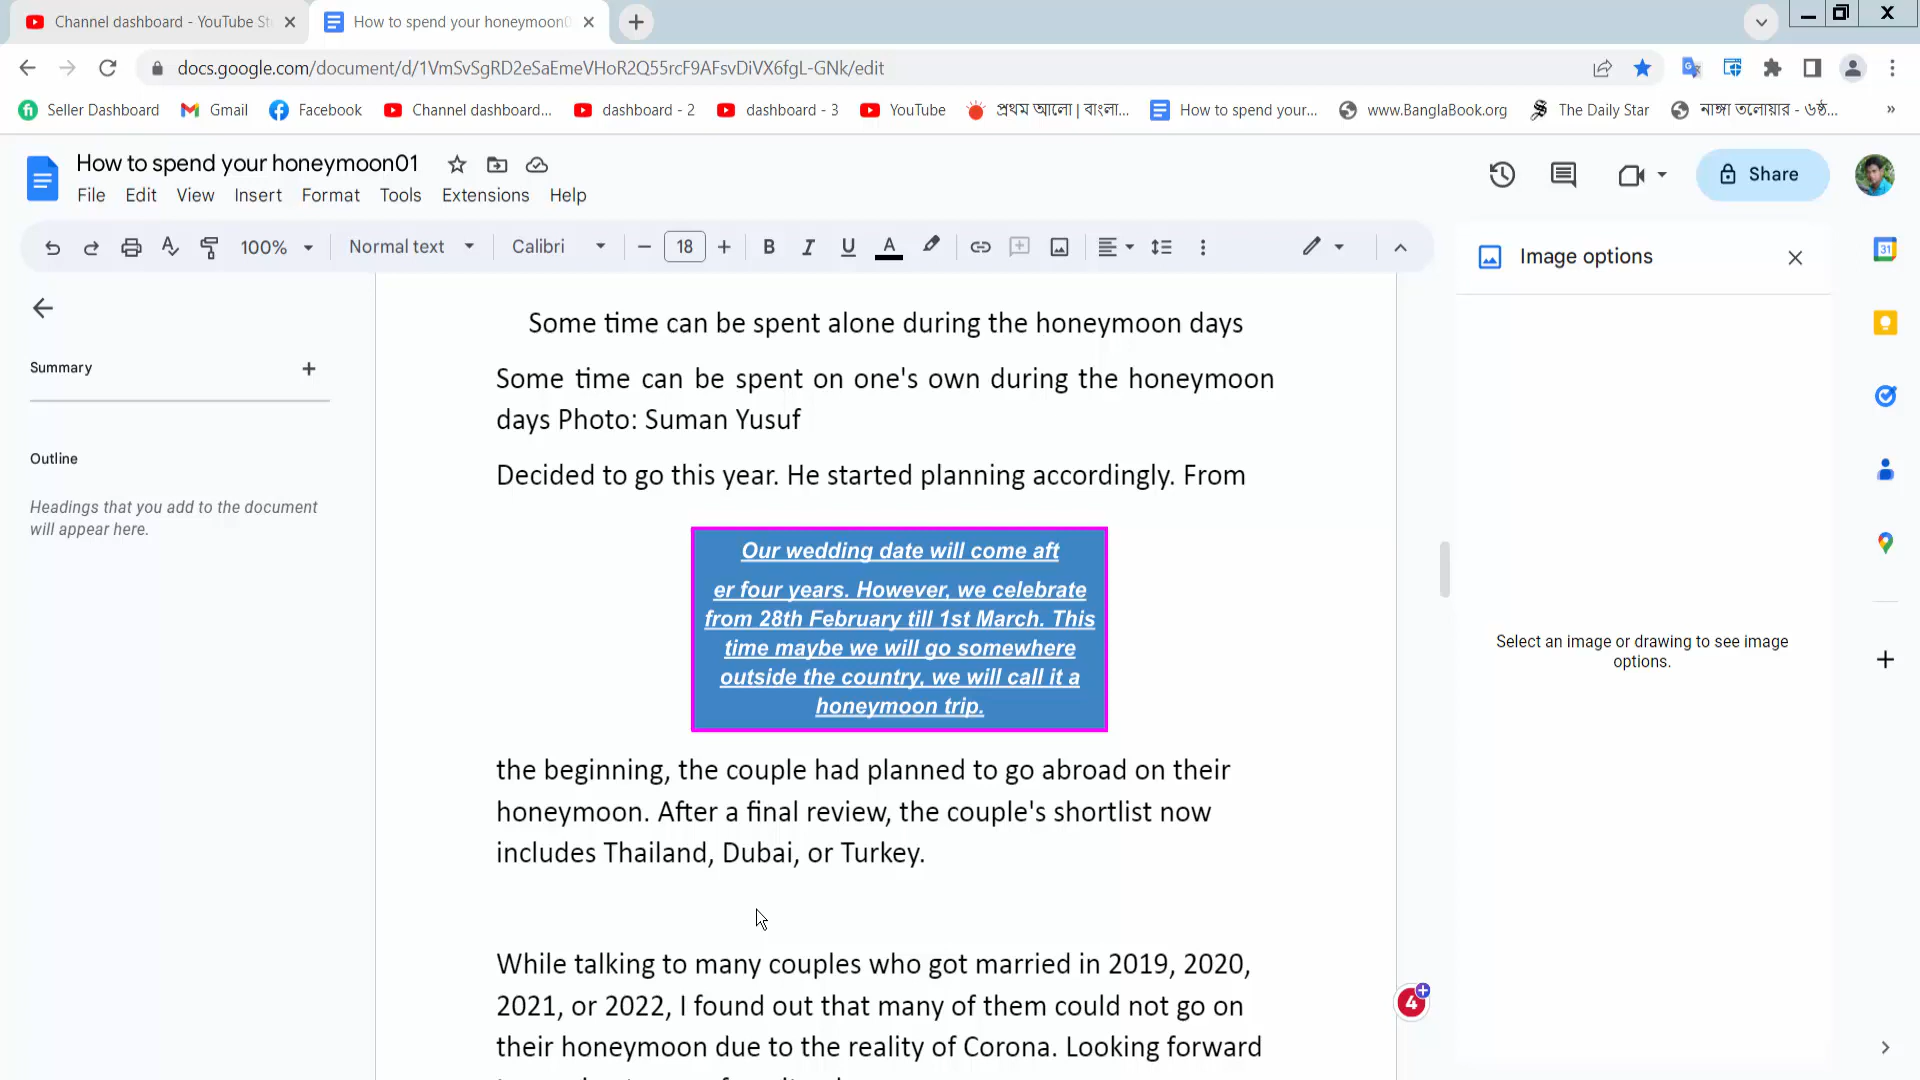 Channel dashboard - YouTube St
How to spend your honeymoon0
docs.google.com/document/d/1VmSvSgRD2eSaEmeVHoR2Q55rcF9AFsvDiVX6fgL-GNk/edit
Seller Dashboard
Gmail
Facebook
Channel dashboard...
dashboard - 2
dashboard - 3
YouTube
প্রথম আলো | বাংলা...
How to spend your...
www.BanglaBook.org
The Daily Star
নাঙ্গা তলোয়ার - ৬ষ্ঠ...
How to spend your honeymoon01
File Edit View Insert Format Tools Extensions Help
Share
100% Normal text Calibri 18
Image options
31
Summary
Outline
Headings that you add to the document
will appear here.
Some time can be spent alone during the honeymoon days
Some time can be spent on one's own during the honeymoon
days Photo: Suman Yusuf
Decided to go this year. He started planning accordingly. From
Our wedding date will come aft
er four years. However, we celebrate
from 28th February till 1st March. This
time maybe we will go somewhere
outside the country, we will call it a
honeymoon trip.
the beginning, the couple had planned to go abroad on their
honeymoon. After a final review, the couple's shortlist now
includes Thailand, Dubai, or Turkey.
While talking to many couples who got married in 2019, 2020,
2021, or 2022, I found out that many of them could not go on
their honeymoon due to the reality of Corona. Looking forward
4
Select an image or drawing to see image
options.